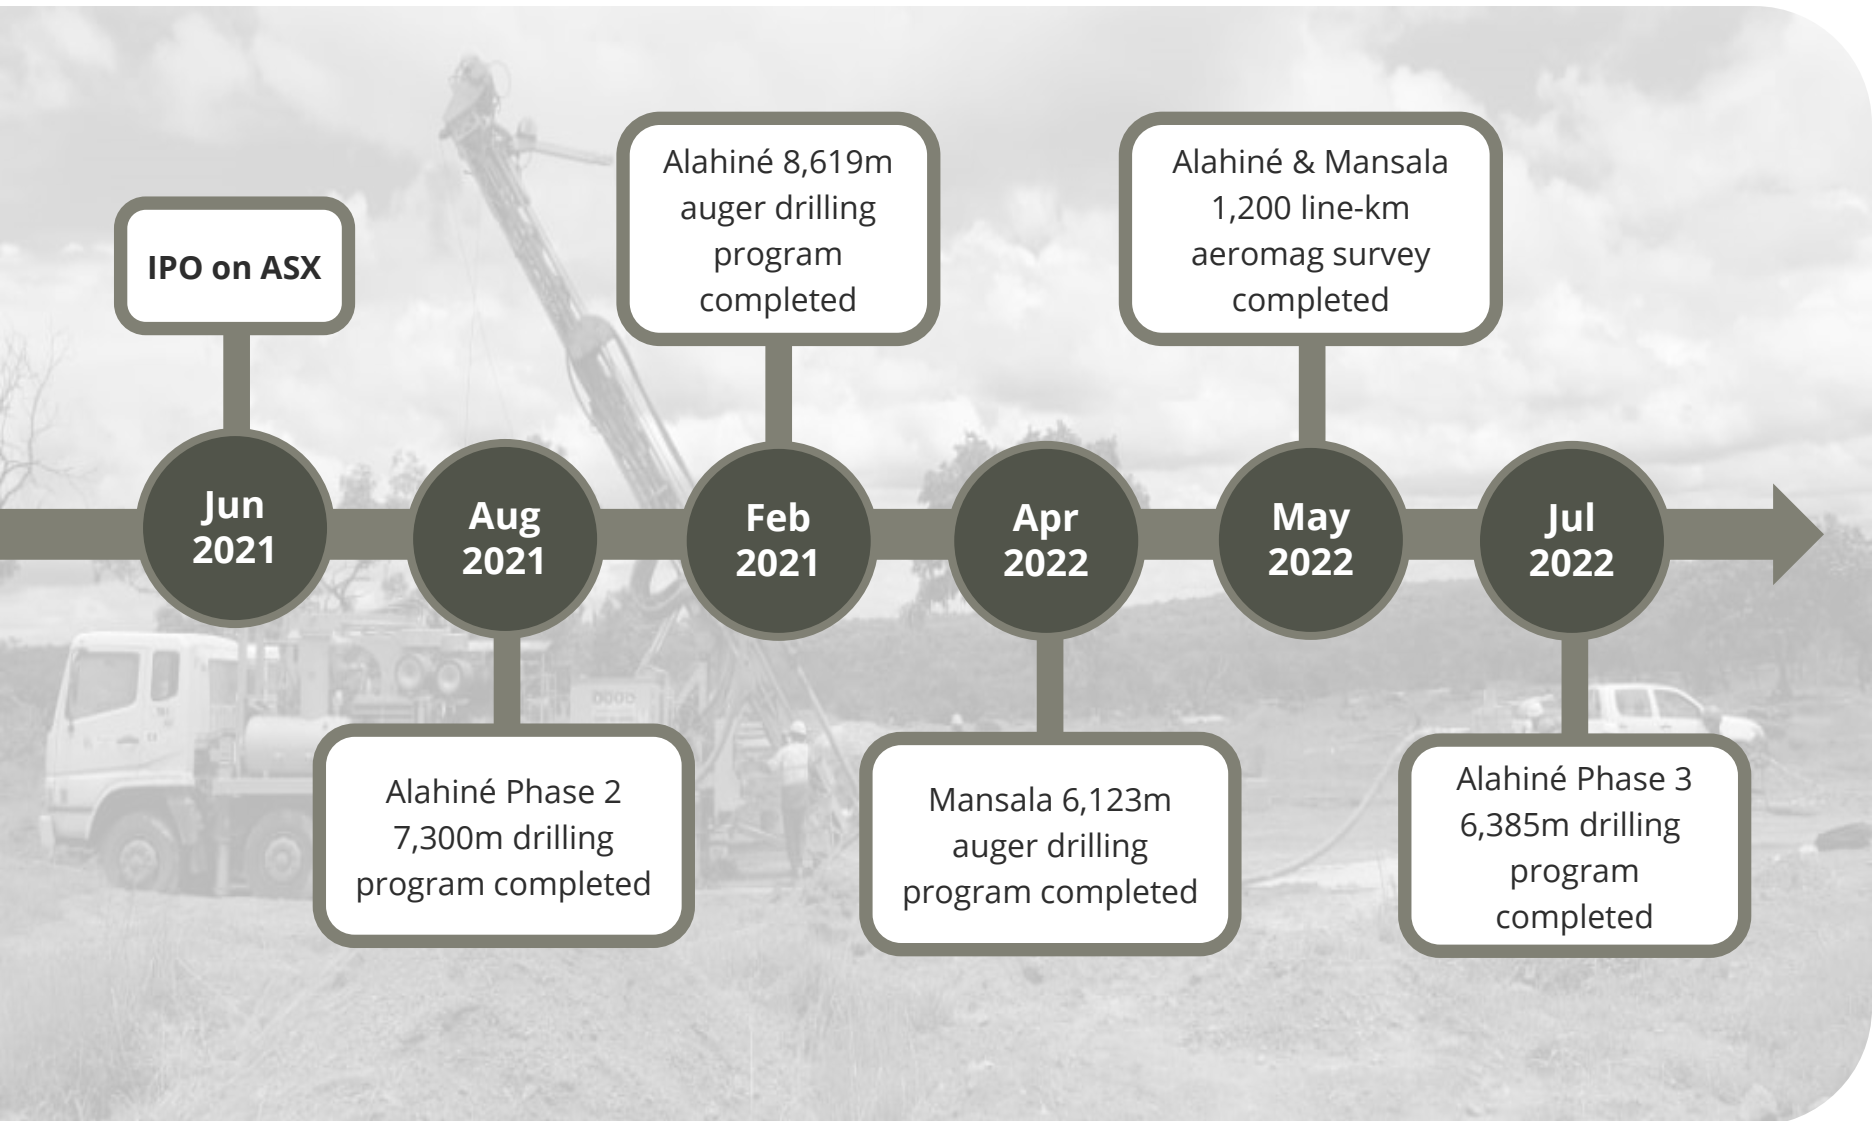 IPO on ASX
Jun
2021
Aug
2021
Alahiné Phase 2
7,300m drilling
program completed
Alahiné 8,619m
auger drilling
program
completed
Feb
2021
Apr
2022
Mansala 6,123m
auger drilling
program completed
Alahiné & Mansala
1,200 line-km
aeromag survey
completed
May
2022
Jul
2022
Alahiné Phase 3
6,385m drilling
program
completed